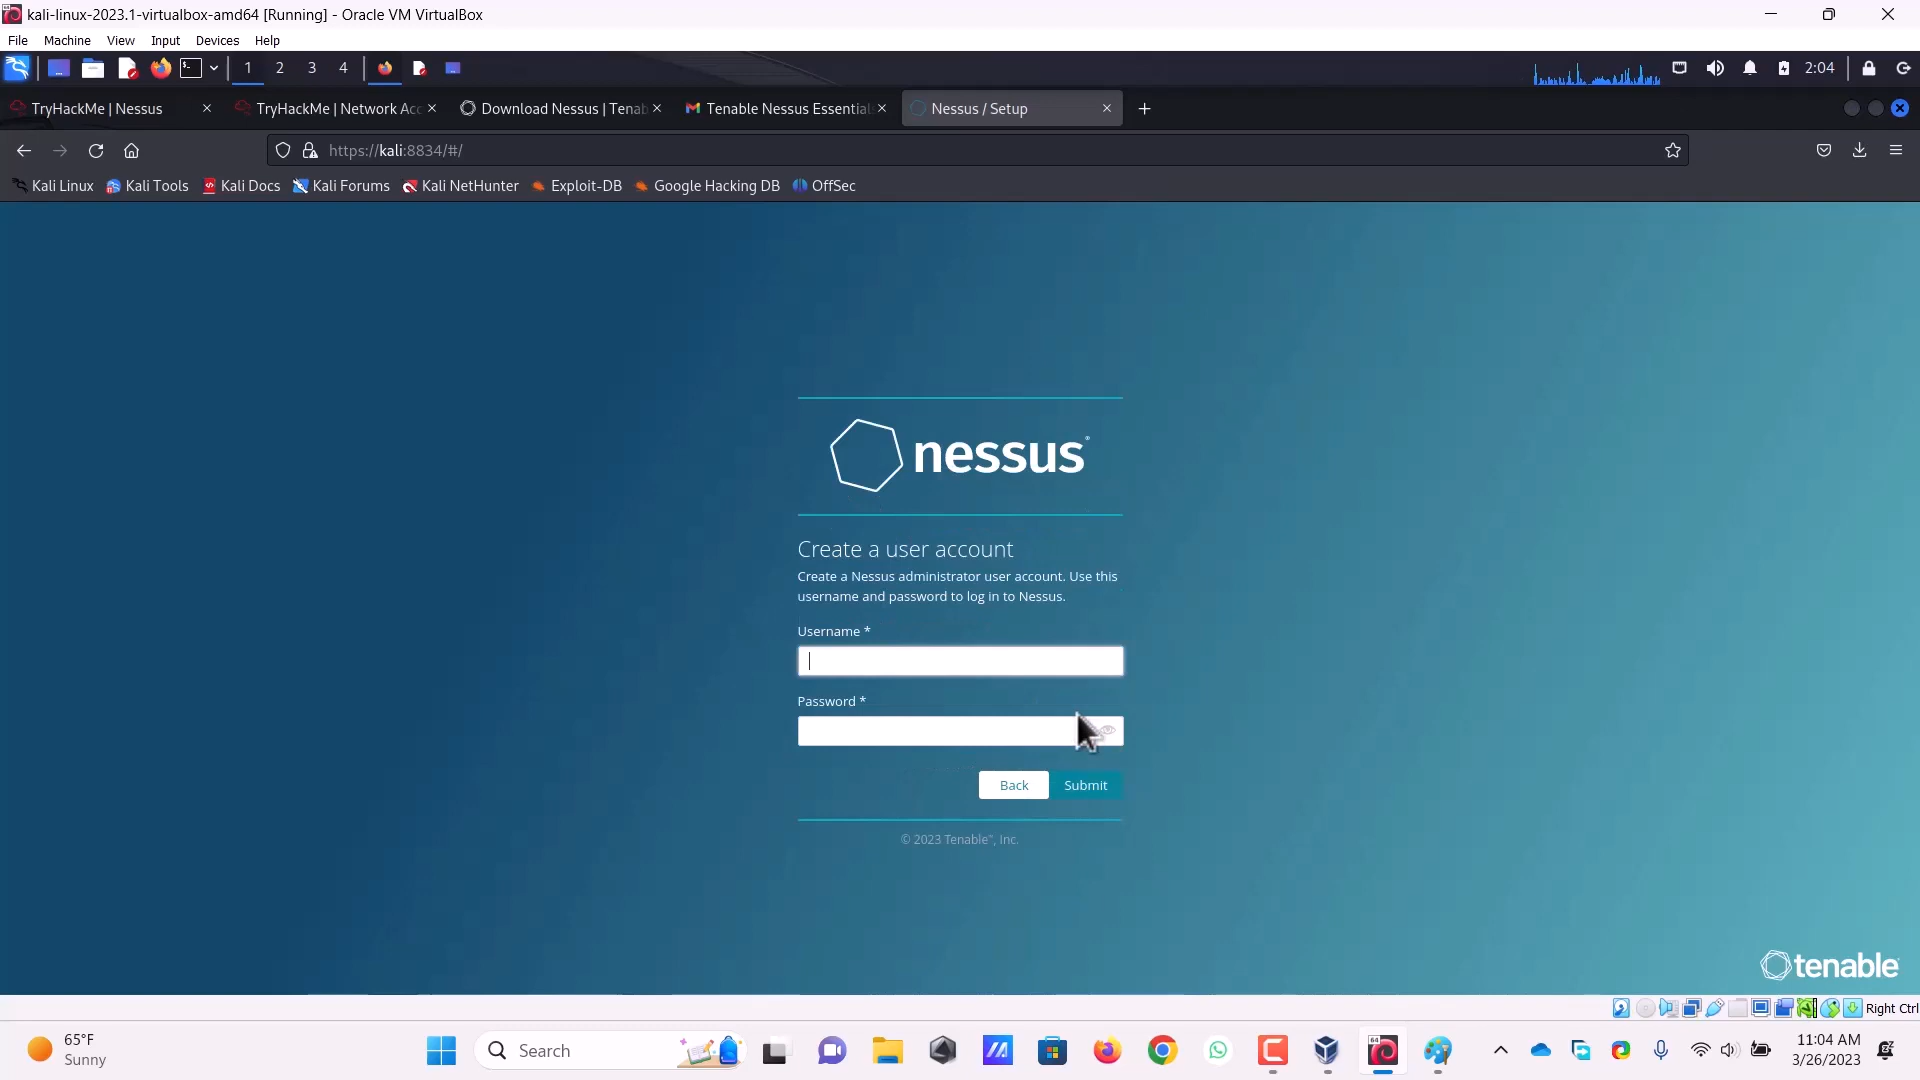 kali-linux-2023.1-virtualbox-amd64 [Running] - Oracle VM VirtualBox
File Machine View Input Devices Help
1 2 3 4 2:04
TryHackMe | Nessus TryHackMe | Network Acc Download Nessus | Tenab Tenable Nessus Essentials Nessus / Setup
https://kali:8834/#/
Kali Linux Kali Tools Kali Docs Kali Forums Kali NetHunter Exploit-DB Google Hacking DB OffSec
nessus
Create a user account
Create a Nessus administrator user account. Use this
username and password to log in to Nessus.
Username *
Password *
Back Submit
© 2023 Tenable™, Inc.
tenable
Right Ctrl
65°F
Sunny
Search
11:04 AM
3/26/2023